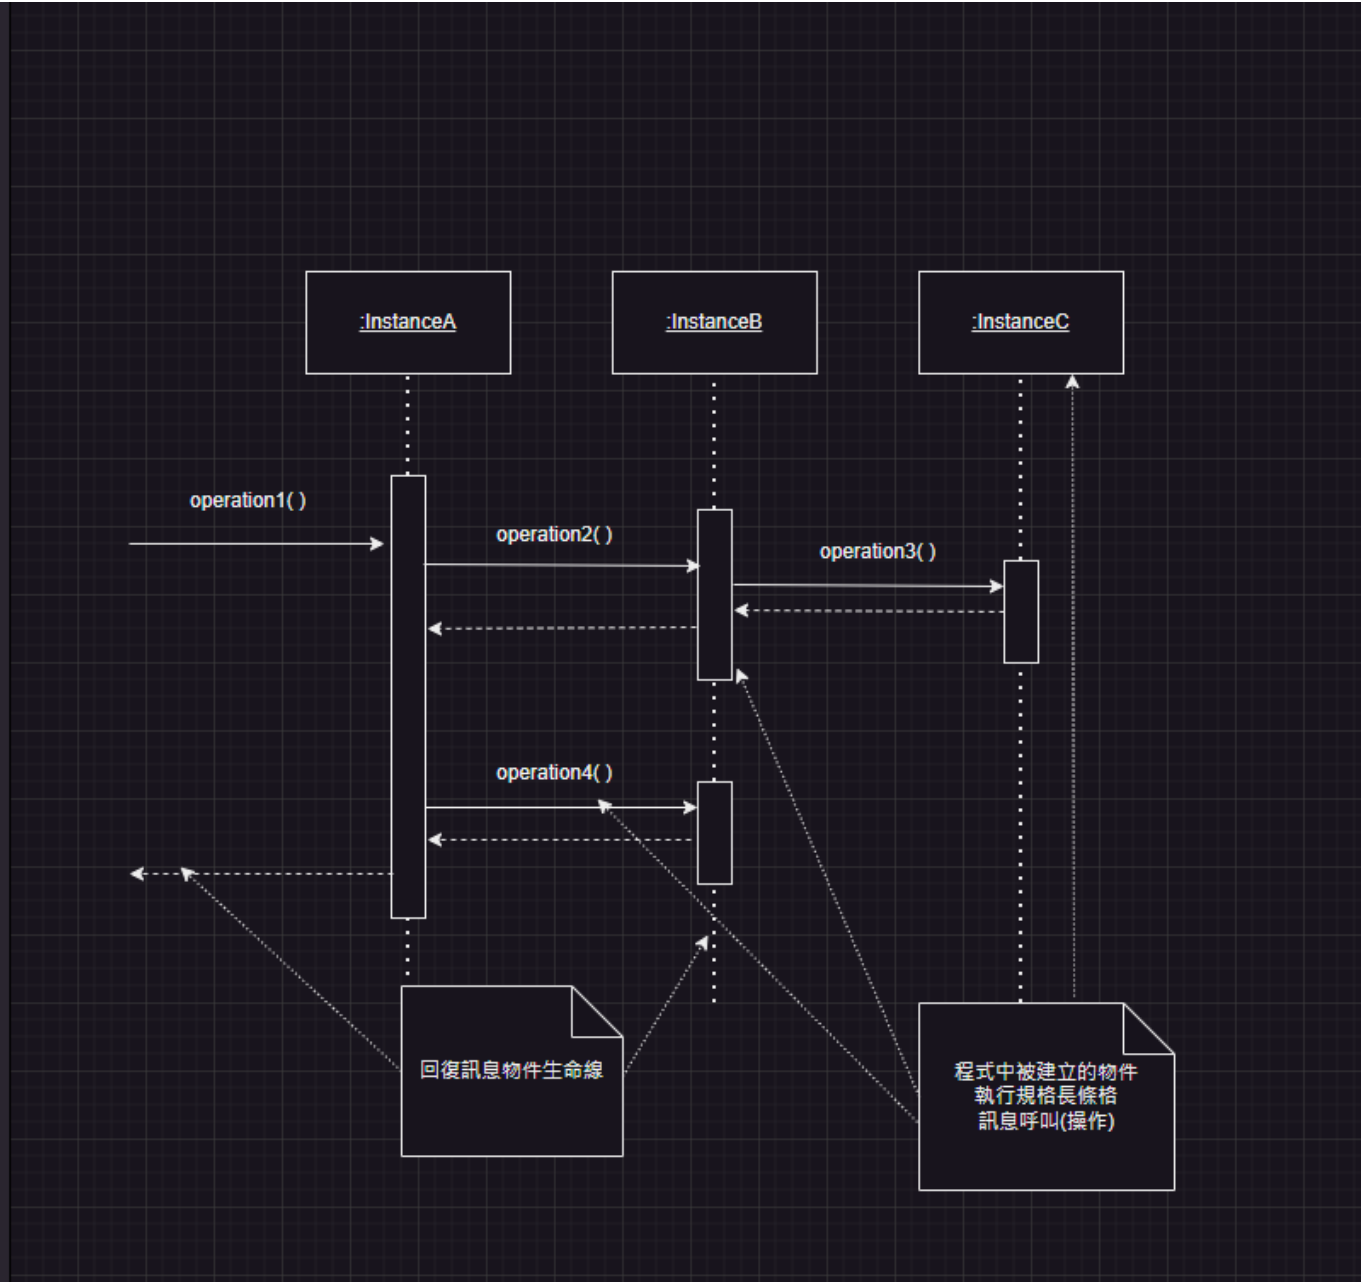 :InstanceA
:InstanceB
:InstanceC
operation1( )
operation2( )
operation3( )
operation4( )
回復訊息物件生命線
程式中被建立的物件
執行規格長條格
訊息呼叫(操作)